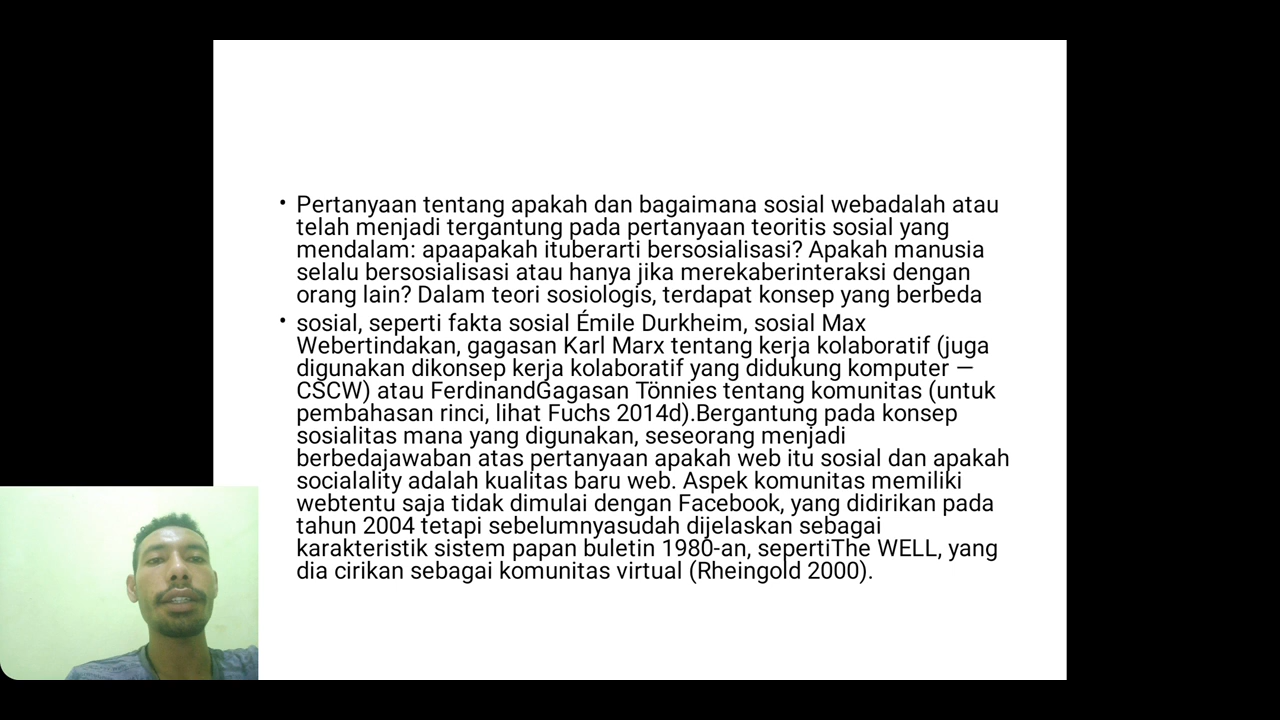 • Pertanyaan tentang apakah dan bagaimana sosial webadalah atau
telah menjadi tergantung pada pertanyaan teoritis sosial yang
mendalam: apaapakah ituberarti bersosialisasi? Apakah manusia
selalu bersosialisasi atau hanya jika merekaberinteraksi dengan
orang lain? Dalam teori sosiologis, terdapat konsep yang berbeda
• sosial, seperti fakta sosial Émile Durkheim, sosial Max
Webertindakan, gagasan Karl Marx tentang kerja kolaboratif (juga
digunakan dikonsep kerja kolaboratif yang didukung komputer —
CSCW) atau FerdinandGagasan Tönnies tentang komunitas (untuk
pembahasan rinci, lihat Fuchs 2014d).Bergantung pada konsep
sosialitas mana yang digunakan, seseorang menjadi
berbedajawaban atas pertanyaan apakah web itu sosial dan apakah
socialality adalah kualitas baru web. Aspek komunitas memiliki
webtentu saja tidak dimulai dengan Facebook, yang didirikan pada
tahun 2004 tetapi sebelumnyasudah dijelaskan sebagai
karakteristik sistem papan buletin 1980-an, sepertiThe WELL, yang
dia cirikan sebagai komunitas virtual (Rheingold 2000).